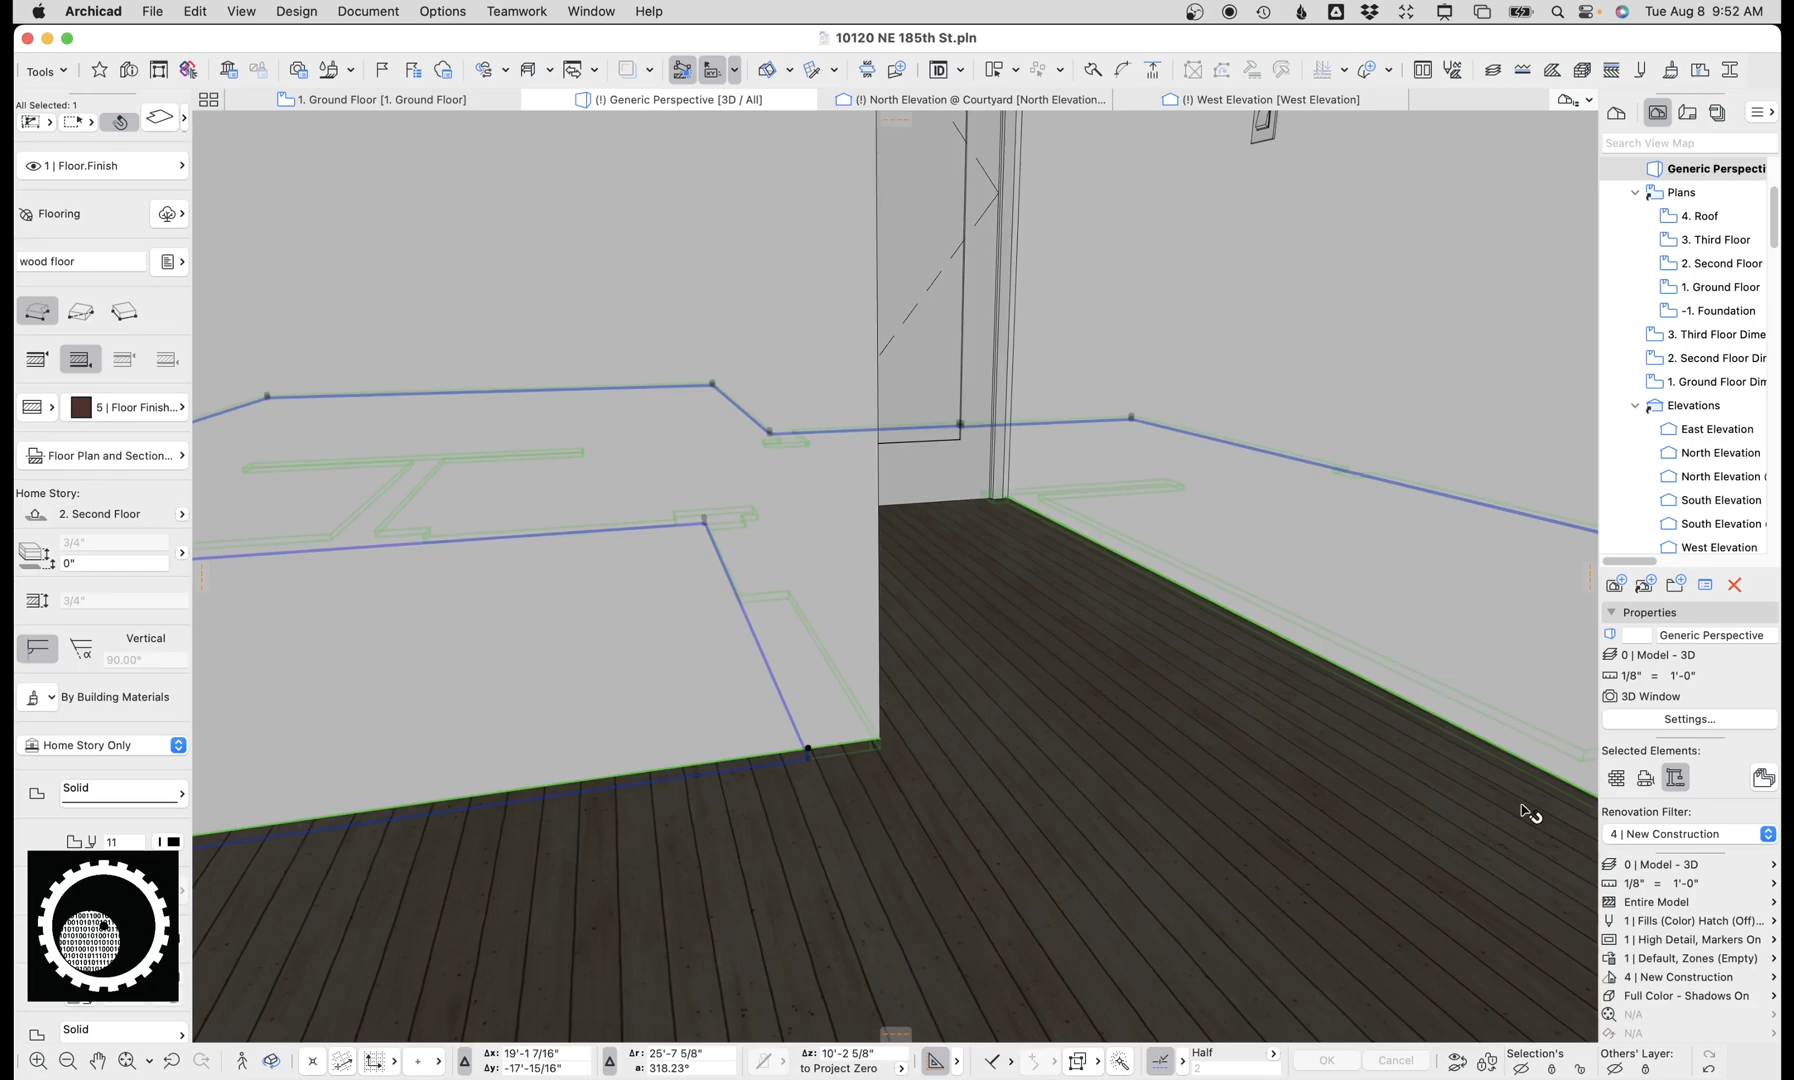 Archicad File Edit View Design Document Options Teamwork Window Help Tue Aug 8 9:52 AM
10120 NE 185th St.pln
Tools
1. Ground Floor [1. Ground Floor]
(!) Generic Perspective [3D / All]
(!) North Elevation @ Courtyard [North Elevation...
(!) West Elevation [West Elevation]
All Selected: 1
1 | Floor.Finish
Flooring
wood floor
5 | Floor Finish...
Floor Plan and Section...
Home Story:
2. Second Floor
3/4"
0"
3/4"
Vertical
90.00°
By Building Materials
Home Story Only
Solid
11
Solid
Search View Map
Generic Perspecti
Plans
4. Roof
3. Third Floor
2. Second Floor
1. Ground Floor
-1. Foundation
3. Third Floor Dime
2. Second Floor Dir
1. Ground Floor Dim
Elevations
East Elevation
North Elevation
North Elevation (
South Elevation
South Elevation (
West Elevation
Properties
Generic Perspective
0 | Model - 3D
1/8" = 1'-0"
3D Window
Settings...
Selected Elements:
Renovation Filter:
4 | New Construction
0 | Model - 3D
1/8" = 1'-0"
Entire Model
1 | Fills (Color) Hatch (Off)...
1 | High Detail, Markers On
1 | Default, Zones (Empty)
4 | New Construction
Full Color - Shadows On
N/A
N/A
Δx: 19'-1 7/16"
Δy: -17'-15/16"
Δr: 25'-7 5/8"
a: 318.23°
Δz: 10'-2 5/8"
to Project Zero
Half
2
OK
Cancel
Selection's
Others' Layer: